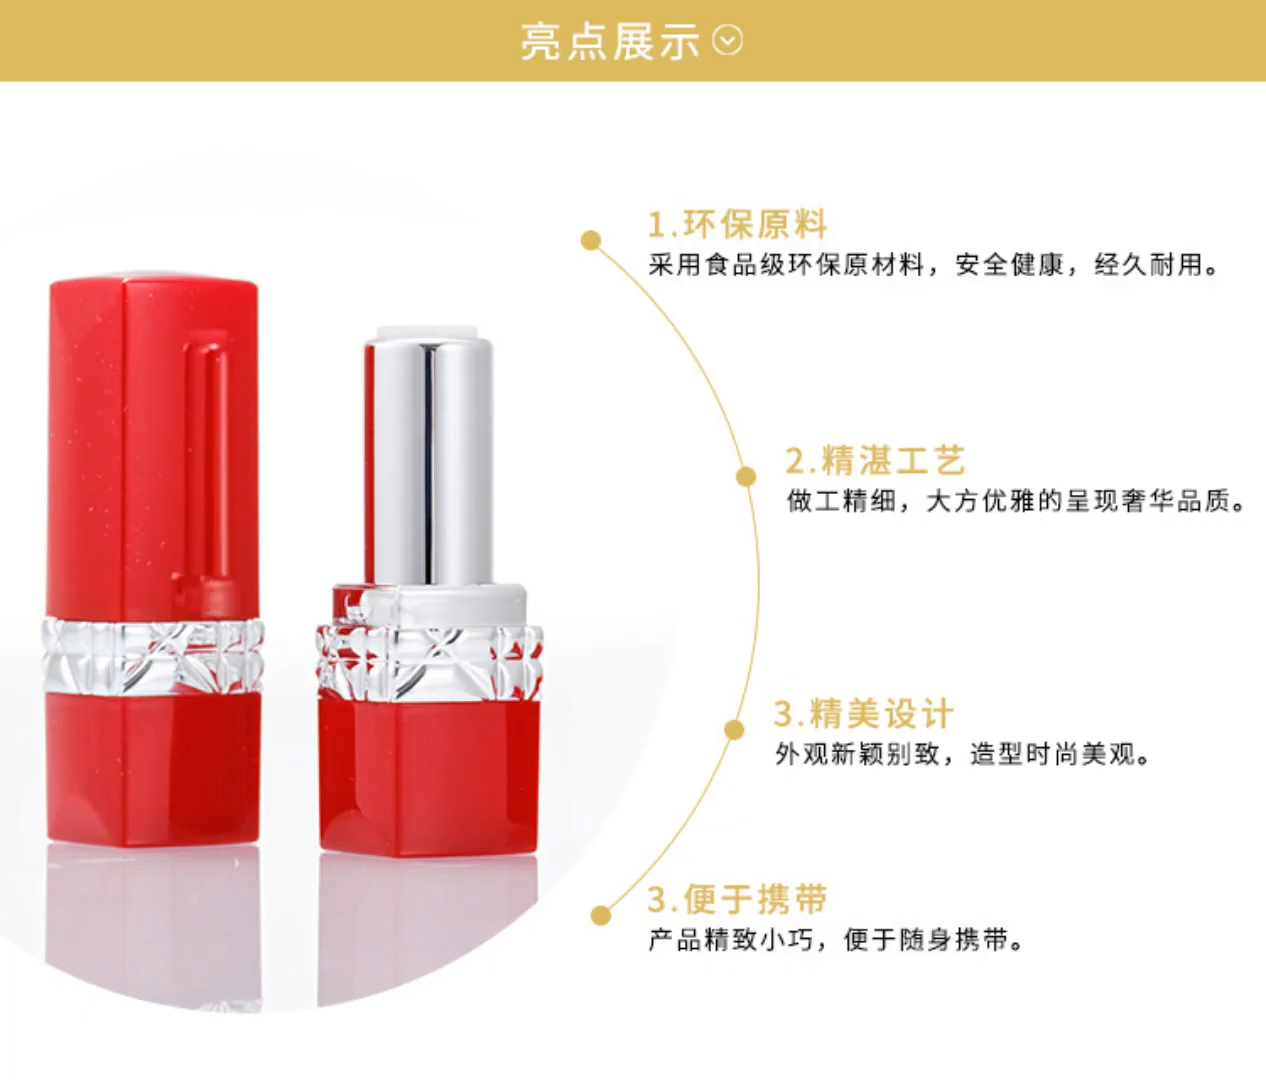 亮点展示
1.环保原料
采用食品级环保原材料，安全健康，经久耐用。
2.精湛工艺
做工精细，大方优雅的呈现奢华品质。
3.精美设计
外观新颖别致，造型时尚美观。
3.便于携带
产品精致小巧，便于随身携带。